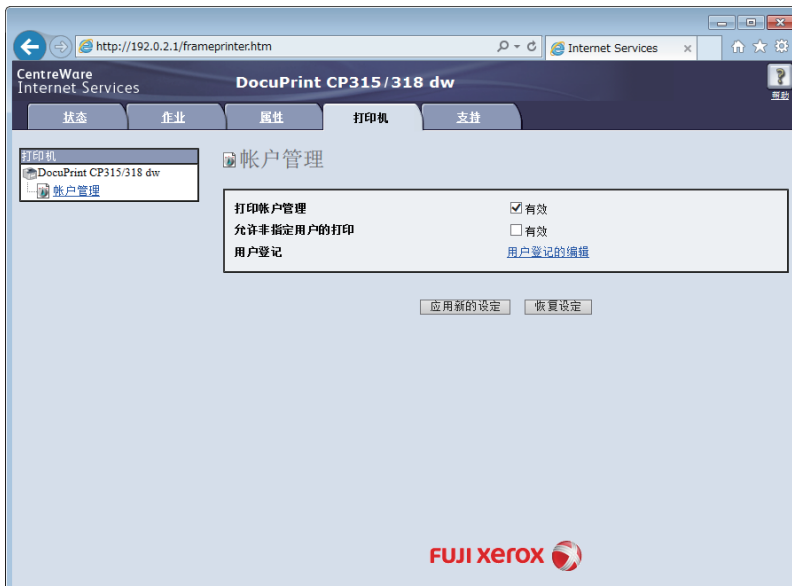 http://192.0.2.1/frameprinter.htm
Internet Services
CentreWare
Internet Services
DocuPrint CP315/318 dw
帮助
状态 作业 属性 打印机 支持
打印机
DocuPrint CP315/318 dw
帐户管理
帐户管理
打印帐户管理 有效
允许非指定用户的打印 有效
用户登记 用户登记的编辑
应用新的设定 恢复设定
FUJI xerox